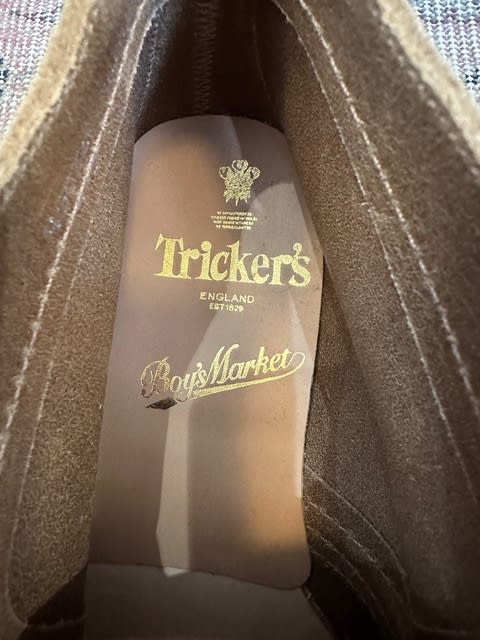 Tricker's
ENGLAND
EST 1829
Boy's Market